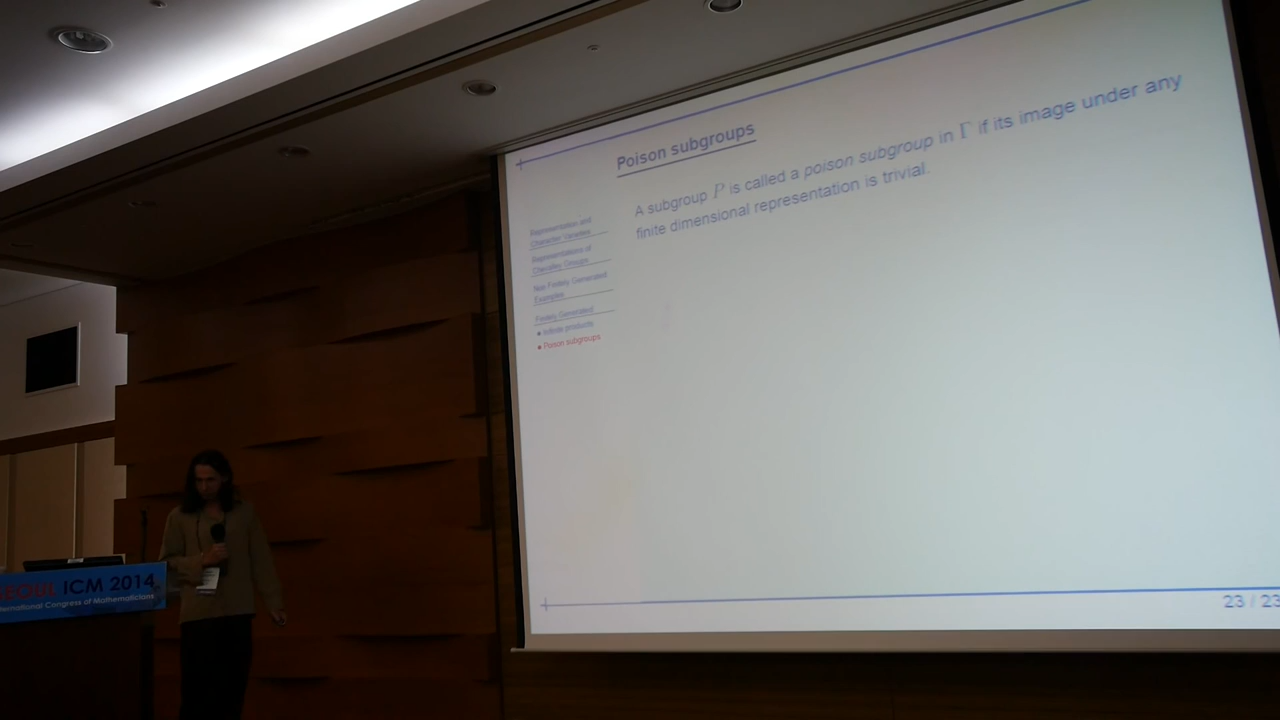 Poison subgroups
A subgroup P is called a poison subgroup in Γ if its image under any
finite dimensional representation is trivial.
Representation and
Character Varieties
Representations of
Chevalley Groups
Non Finitely Generated
Examples
Finitely Generated
• Infinite products
• Poison subgroups
23 / 23
SEOUL ICM 2014
International Congress of Mathematicians